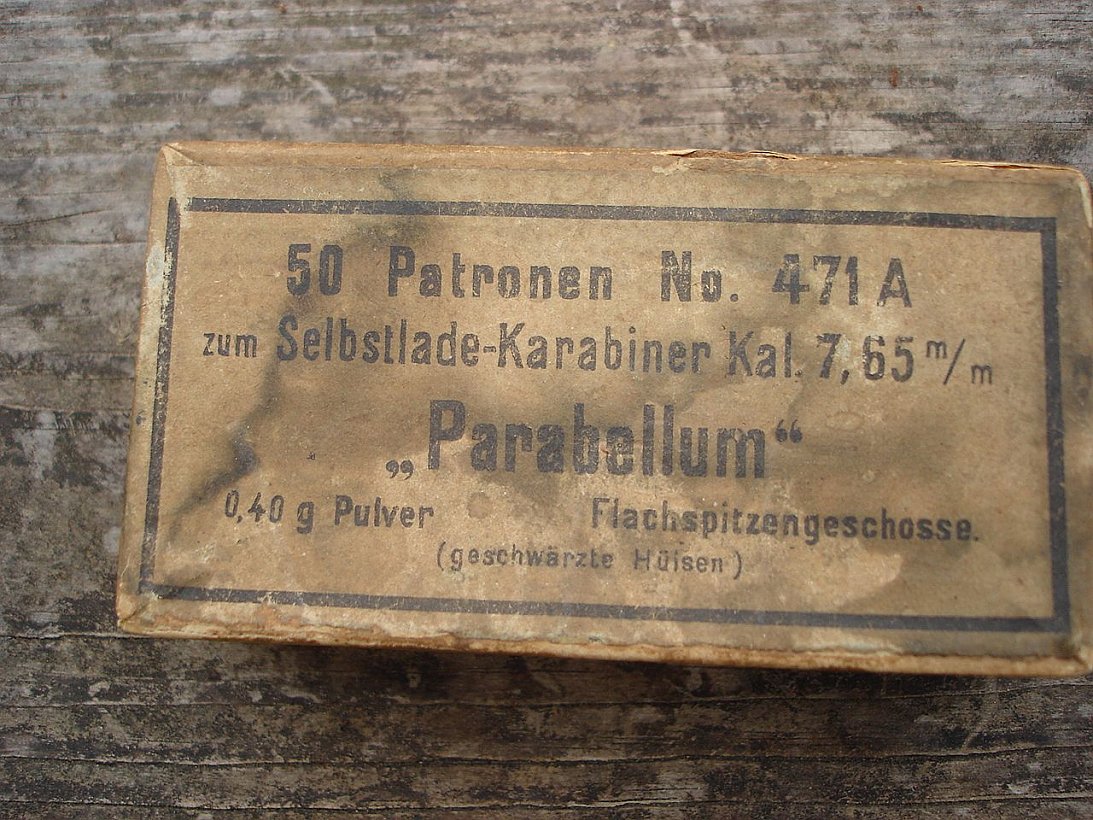 50 Patronen No. 471 A
zum Selbstlade-Karabiner Kal. 7,65 m/m
„Parabellum“
0,40 g Pulver Flachspitzengeschosse.
(geschwärzte Hülsen)